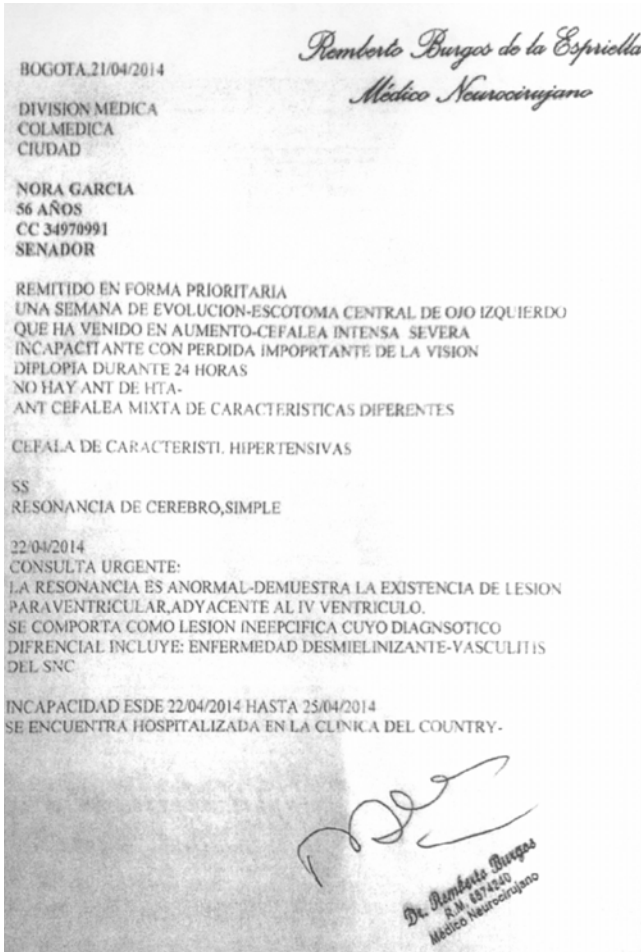 Remberto Burgos de la Espriella
Médico Neurocirujano
BOGOTA,21/04/2014
DIVISION MEDICA
COLMEDICA
CIUDAD
NORA GARCIA
56 AÑOS
CC 34970991
SENADOR
REMITIDO EN FORMA PRIORITARIA
UNA SEMANA DE EVOLUCION-ESCOTOMA CENTRAL DE OJO IZQUIERDO
QUE HA VENIDO EN AUMENTO-CEFALEA INTENSA SEVERA
INCAPACITANTE CON PERDIDA IMPOPRTANTE DE LA VISION
DIPLOPIA DURANTE 24 HORAS
NO HAY ANT DE HTA-
ANT CEFALEA MIXTA DE CARACTERISTICAS DIFERENTES
CEFALA DE CARACTERISTI. HIPERTENSIVAS
SS
RESONANCIA DE CEREBRO,SIMPLE
22/04/2014
CONSULTA URGENTE:
LA RESONANCIA ES ANORMAL-DEMUESTRA LA EXISTENCIA DE LESION
PARAVENTRICULAR,ADYACENTE AL IV VENTRICULO.
SE COMPORTA COMO LESION INEEPCIFICA CUYO DIAGNSOTICO
DIFRENCIAL INCLUYE: ENFERMEDAD DESMIELINIZANTE-VASCULITIS
DEL SNC
INCAPACIDAD ESDE 22/04/2014 HASTA 25/04/2014
SE ENCUENTRA HOSPITALIZADA EN LA CLINICA DEL COUNTRY-
Dr. Remberto Burgos
R.M. 6874240
Médico Neurocirujano